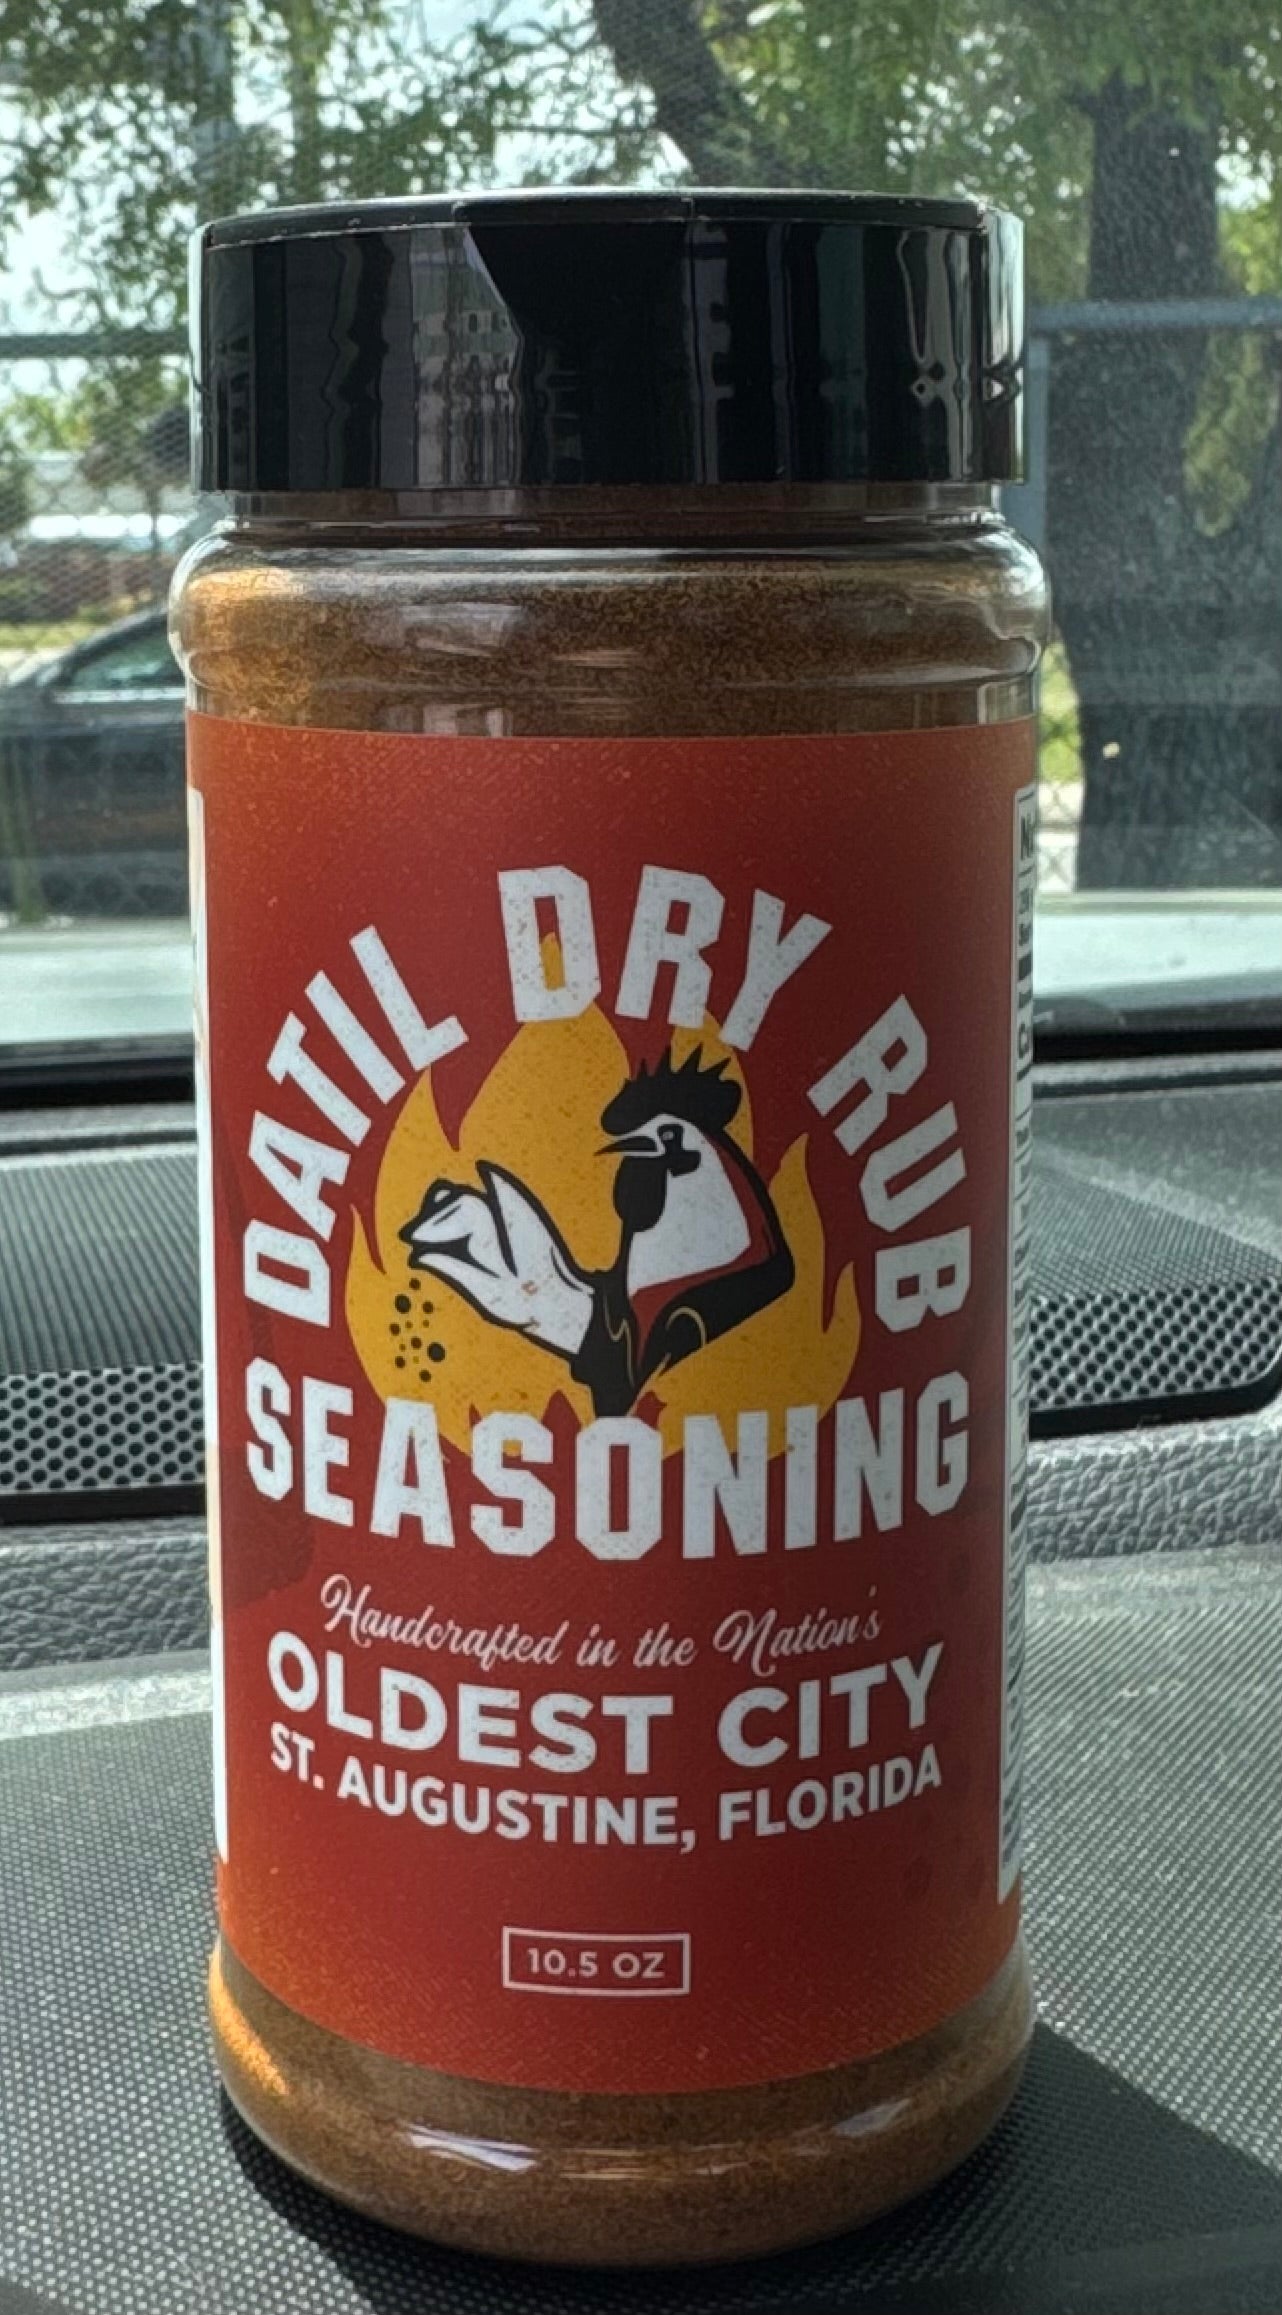 DATIL DRY RUB
SEASONING
Handcrafted in the Nation's
OLDEST CITY
ST. AUGUSTINE, FLORIDA
10.5 OZ